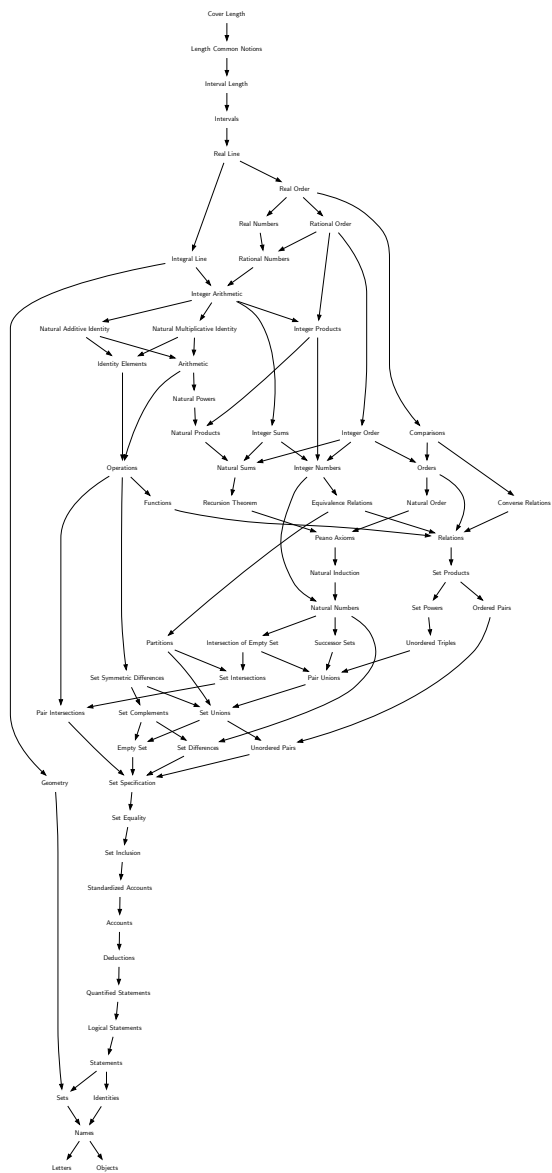 Cover Length
Length Common Notions
Interval Length
Intervals
Real Line
Real Order
Real Numbers
Rational Order
Integral Line
Rational Numbers
Integer Arithmetic
Natural Additive Identity
Natural Multiplicative Identity
Integer Products
Identity Elements
Arithmetic
Natural Powers
Natural Products
Integer Sums
Integer Order
Comparisons
Operations
Natural Sums
Integer Numbers
Orders
Functions
Recursion Theorem
Equivalence Relations
Natural Order
Converse Relations
Peano Axioms
Relations
Natural Induction
Set Products
Natural Numbers
Set Powers
Ordered Pairs
Partitions
Intersection of Empty Set
Successor Sets
Unordered Triples
Set Symmetric Differences
Set Intersections
Pair Unions
Pair Intersections
Set Complements
Set Unions
Empty Set
Set Differences
Unordered Pairs
Geometry
Set Specification
Set Equality
Set Inclusion
Standardized Accounts
Accounts
Deductions
Quantified Statements
Logical Statements
Statements
Sets
Identities
Names
Letters
Objects